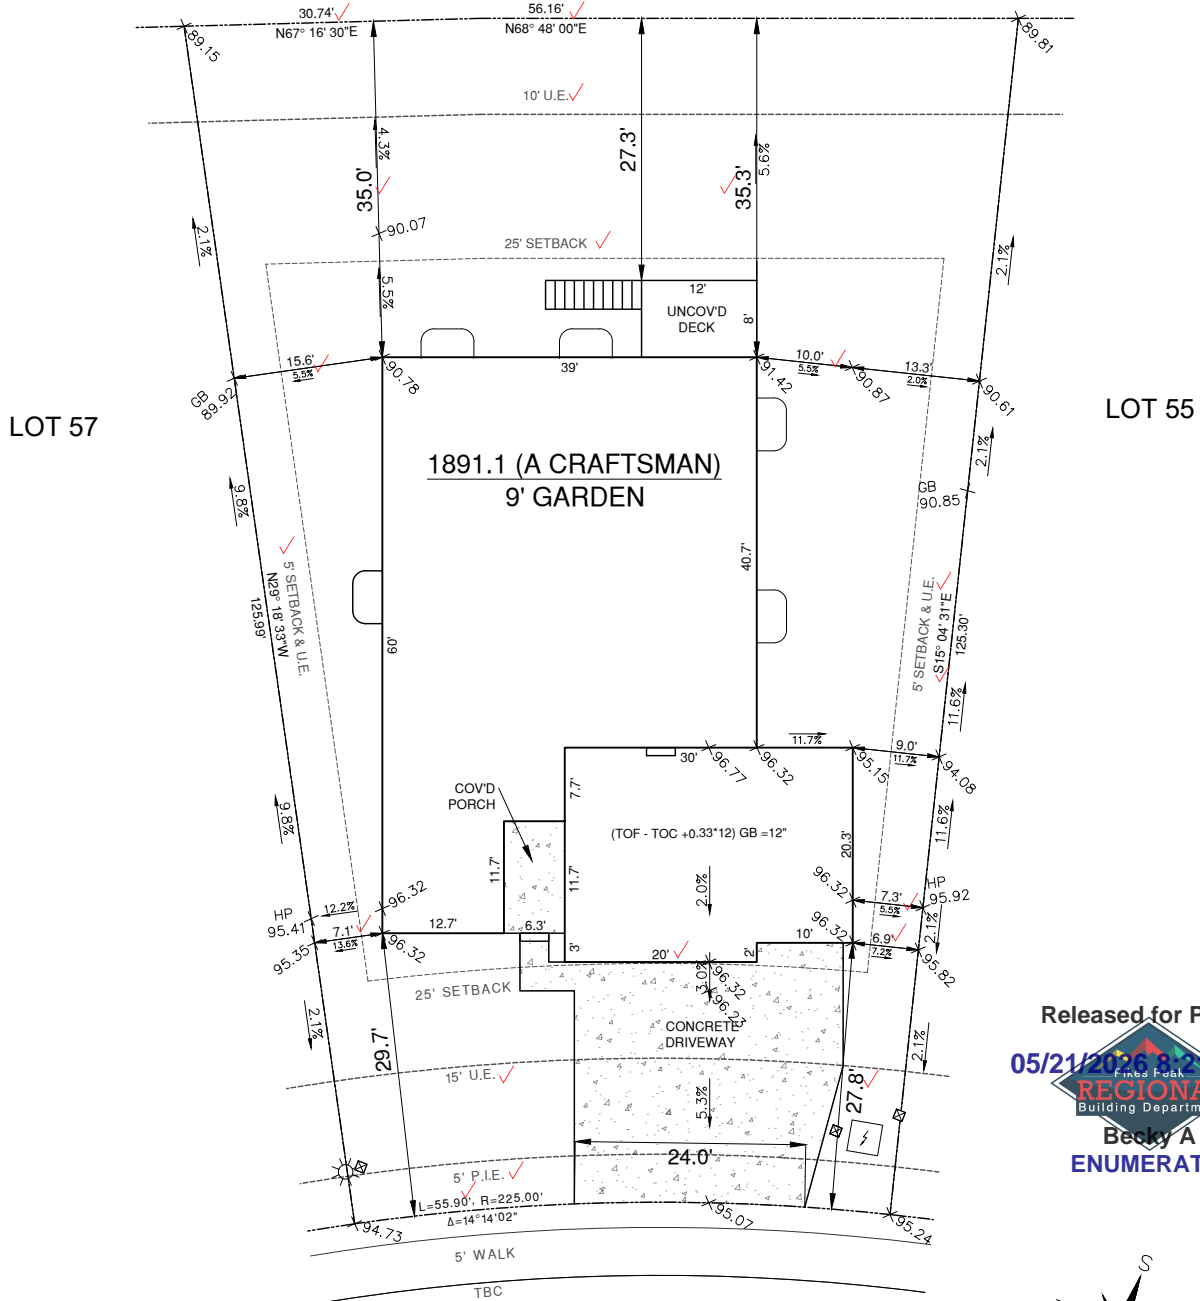 30.74'
N67° 16' 30"E
56.16'
N68° 48' 00"E
89.15
89.81
10' U.E.
4.3%
35.0'
27.3'
35.3'
5.6%
90.07
2.1%
2.1%
25' SETBACK
5.5%
12'
UNCOV'D
DECK
8'
15.6'
5.5%
GB
89.92
90.78
39'
91.42
10.0'
5.5%
90.87
13.3'
2.0%
90.61
LOT 57
LOT 55
1891.1 (A CRAFTSMAN)
9' GARDEN
2.1%
GB
90.85
9.8%
5' SETBACK & U.E.
N29° 18' 33"W
125.99'
60'
40.7'
5' SETBACK & U.E.
S15° 04' 31"E
125.30'
11.6%
11.7%
30'
96.77
96.32
95.15
9.0'
11.7%
94.08
COV'D
PORCH
7.7'
9.8%
(TOF - TOC +0.33*12) GB =12"
11.6%
20.3'
11.7'
11.7'
2.0%
HP
95.41
12.2%
96.32
96.32
7.3'
5.5%
HP
95.92
7.1'
13.6%
95.35
96.32
12.7'
6.3'
3'
20'
2'
10'
96.32
6.9'
7.2%
2.1%
95.82
3.0%
96.32
96.23
25' SETBACK
2.1%
29.7'
CONCRETE
DRIVEWAY
2.1%
15' U.E.
27.8'
5.3%
24.0'
5' P.I.E.
L=55.90', R=225.00'
Δ=14°14'02"
94.73
95.07
95.24
5' WALK
TBC
Released for P
05/21/2026 8:2
Pikes Peak
REGIONA
Building Departm
Becky A
ENUMERAT
S